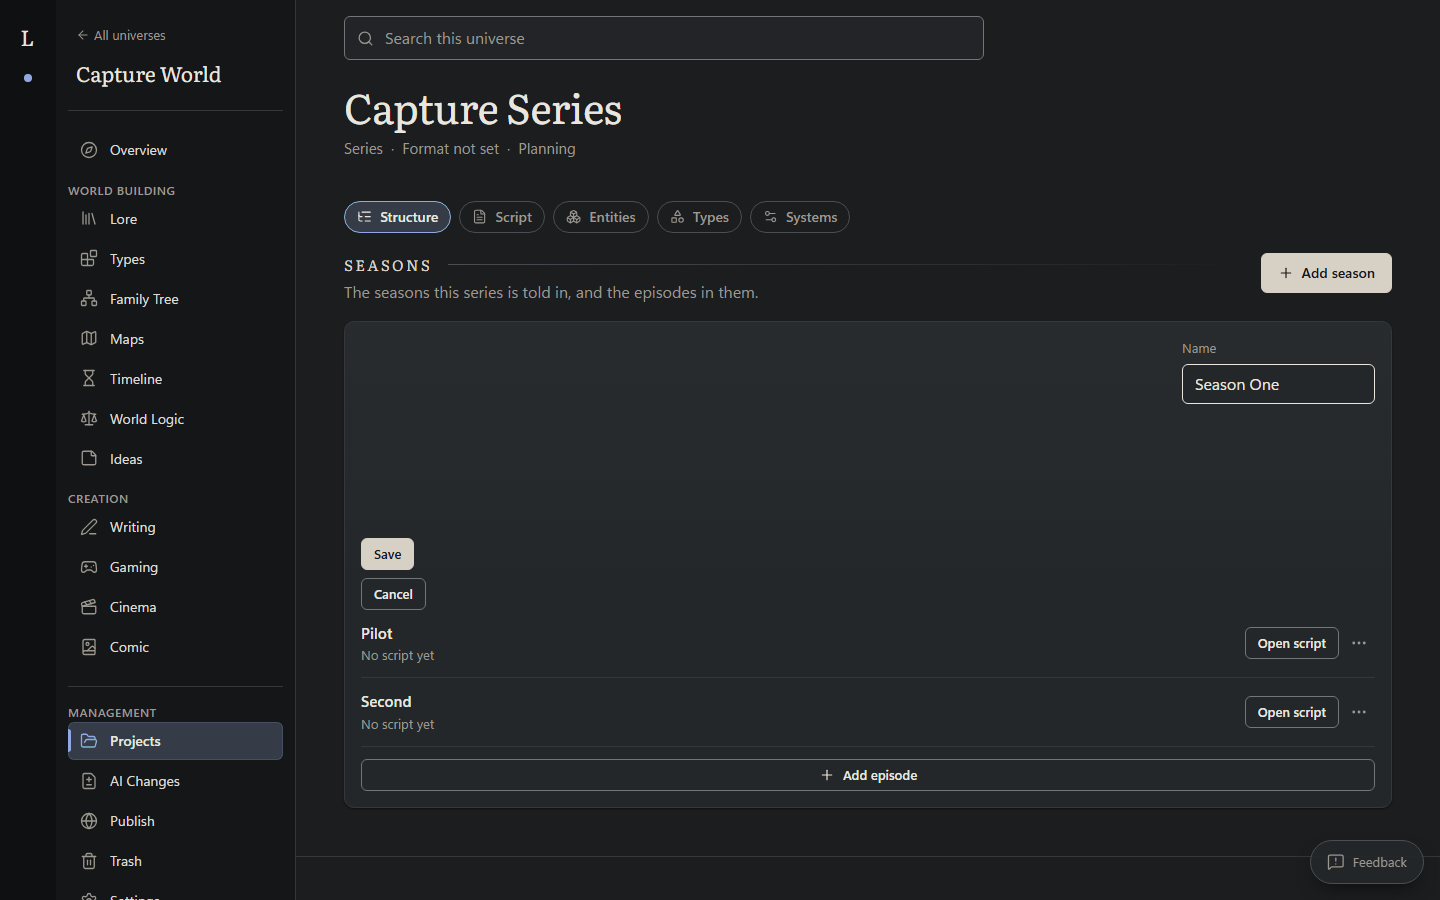 L
All universes
Capture World
Overview
WORLD BUILDING
Lore
Types
Family Tree
Maps
Timeline
World Logic
Ideas
CREATION
Writing
Gaming
Cinema
Comic
MANAGEMENT
Projects
AI Changes
Publish
Trash
Settings
Search this universe
Capture Series
Series · Format not set · Planning
Structure Script Entities Types Systems
SEASONS
Add season
The seasons this series is told in, and the episodes in them.
Name
Season One
Save
Cancel
Pilot
No script yet
Open script
Second
No script yet
Open script
Add episode
Feedback